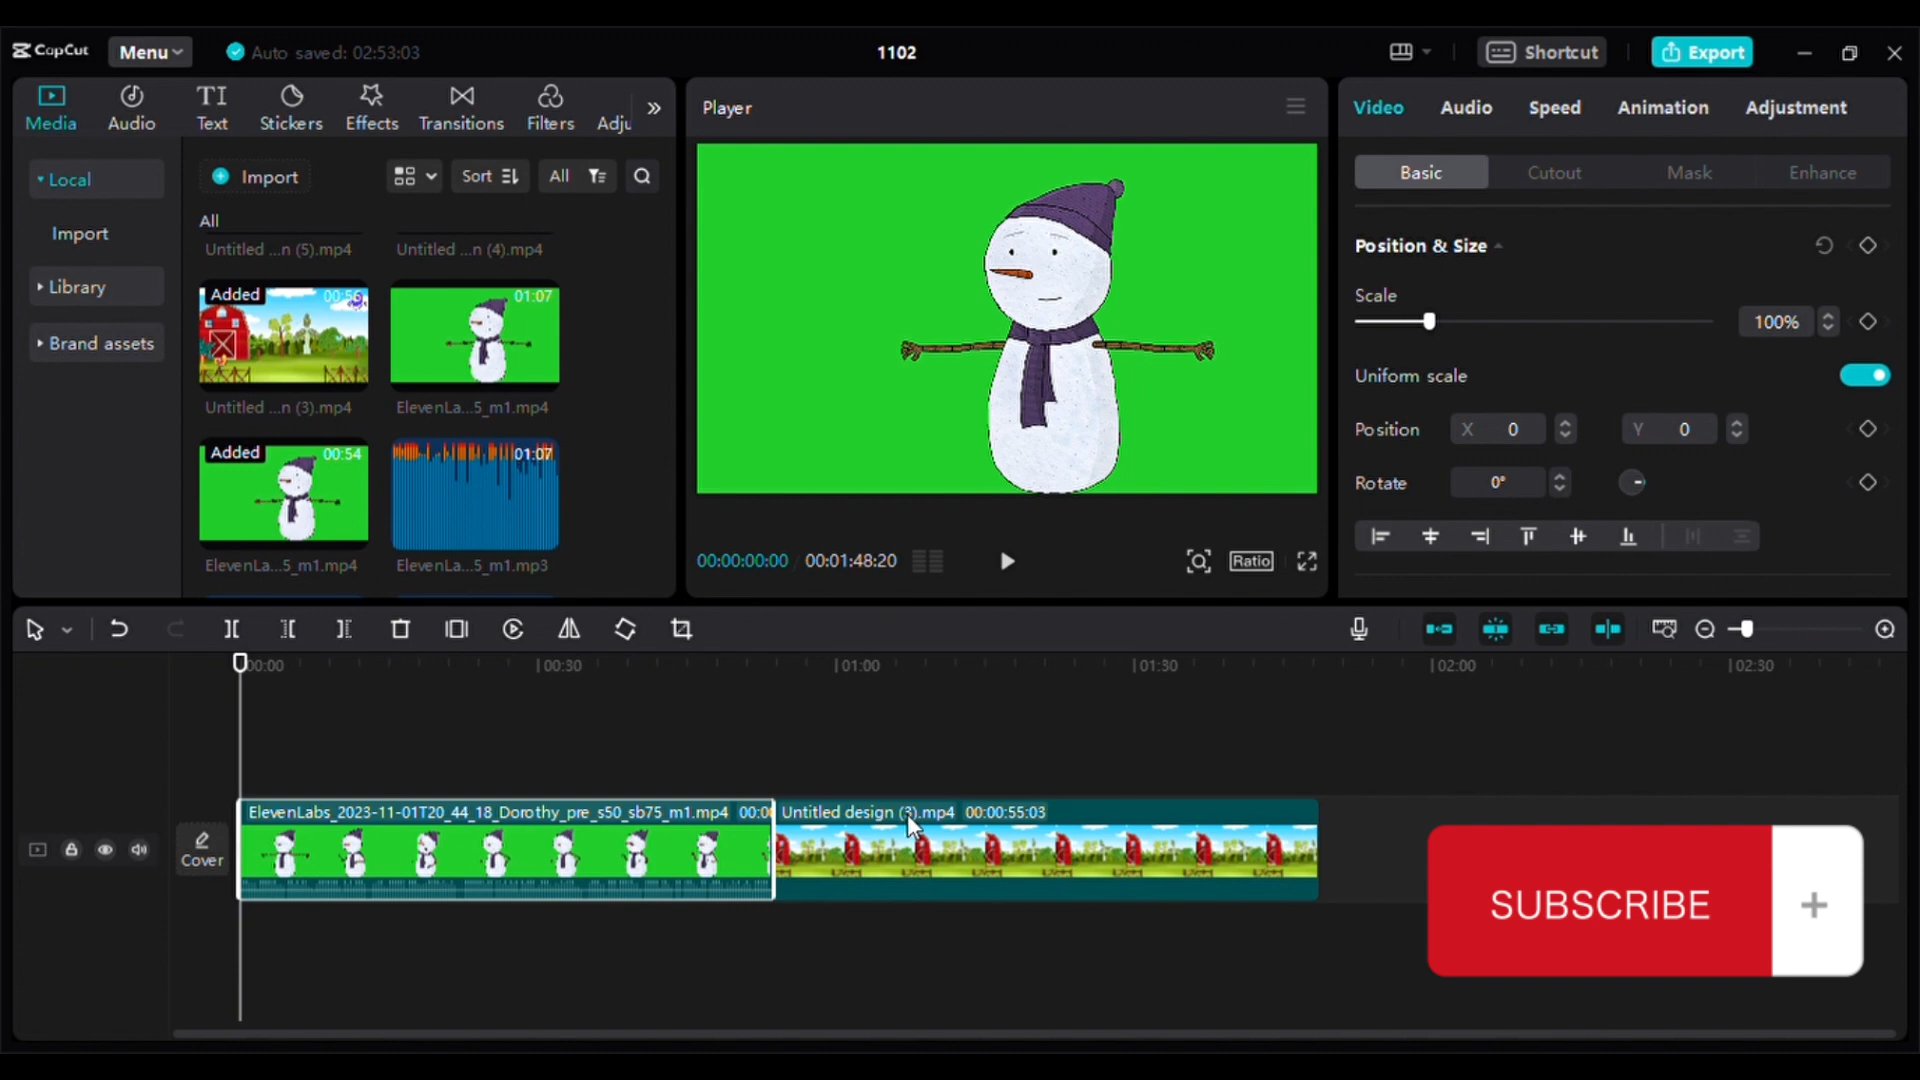 CapCut
Menu
Auto saved: 02:53:03
1102
Shortcut
Export
Media
Audio
Text
Stickers
Effects
Transitions
Filters
Adju
Player
Video
Audio
Speed
Animation
Adjustment
Local
Import
Library
Brand assets
Import
Sort
All
All
Untitled ...n (5).mp4
Untitled ...n (4).mp4
Added
00:56
01:07
Untitled ...n (3).mp4
ElevenLa...5_m1.mp4
Added
00:54
01:07
ElevenLa...5_m1.mp4
ElevenLa...5_m1.mp3
00:00:00:00
00:01:48:20
Ratio
Basic
Cutout
Mask
Enhance
Position & Size
Scale
100%
Uniform scale
Position
X 0
Y 0
Rotate
0°
00:00
00:30
01:00
01:30
02:00
02:30
Cover
ElevenLabs_2023-11-01T20_44_18_Dorothy_pre_s50_sb75_m1.mp4
Untitled design (3).mp4 00:00:55:03
SUBSCRIBE
+